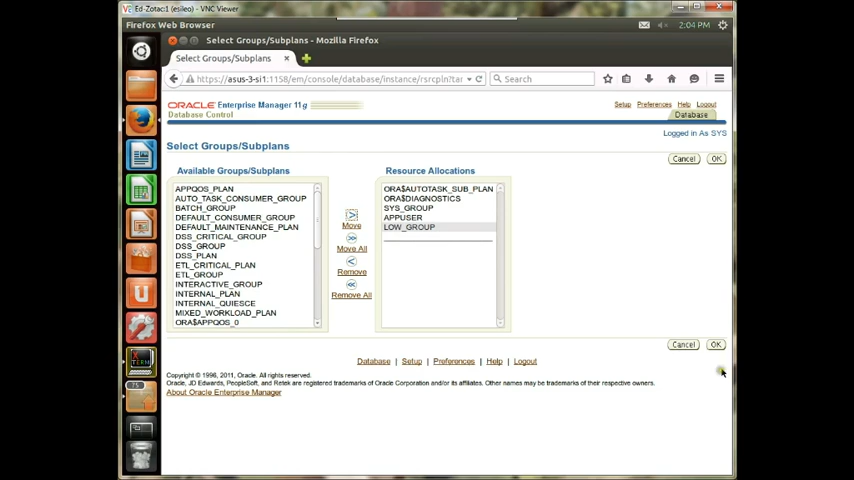 Ed-Zotac:1 (esileo) - VNC Viewer
Firefox Web Browser
2:04 PM
Select Groups/Subplans - Mozilla Firefox
Select Groups/Subplans
https://asus-3-si1:1158/em/console/database/instance/rsrcpln?tar
Search
ORACLE Enterprise Manager 11g
Database Control
Setup Preferences Help Logout
Database
Logged in As SYS
Select Groups/Subplans
Cancel OK
Available Groups/Subplans
APPQOS_PLAN
AUTO_TASK_CONSUMER_GROUP
BATCH_GROUP
DEFAULT_CONSUMER_GROUP
DEFAULT_MAINTENANCE_PLAN
DSS_CRITICAL_GROUP
DSS_GROUP
DSS_PLAN
ETL_CRITICAL_PLAN
ETL_GROUP
INTERACTIVE_GROUP
INTERNAL_PLAN
INTERNAL_QUIESCE
MIXED_WORKLOAD_PLAN
ORA$APPQOS_0
Move
Move All
Remove
Remove All
Resource Allocations
ORA$AUTOTASK_SUB_PLAN
ORA$DIAGNOSTICS
SYS_GROUP
APPUSER
LOW_GROUP
Cancel OK
Database | Setup | Preferences | Help | Logout
Copyright © 1996, 2011, Oracle. All rights reserved.
Oracle, JD Edwards, PeopleSoft, and Retek are registered trademarks of Oracle Corporation and/or its affiliates. Other names may be trademarks of their respective owners.
About Oracle Enterprise Manager